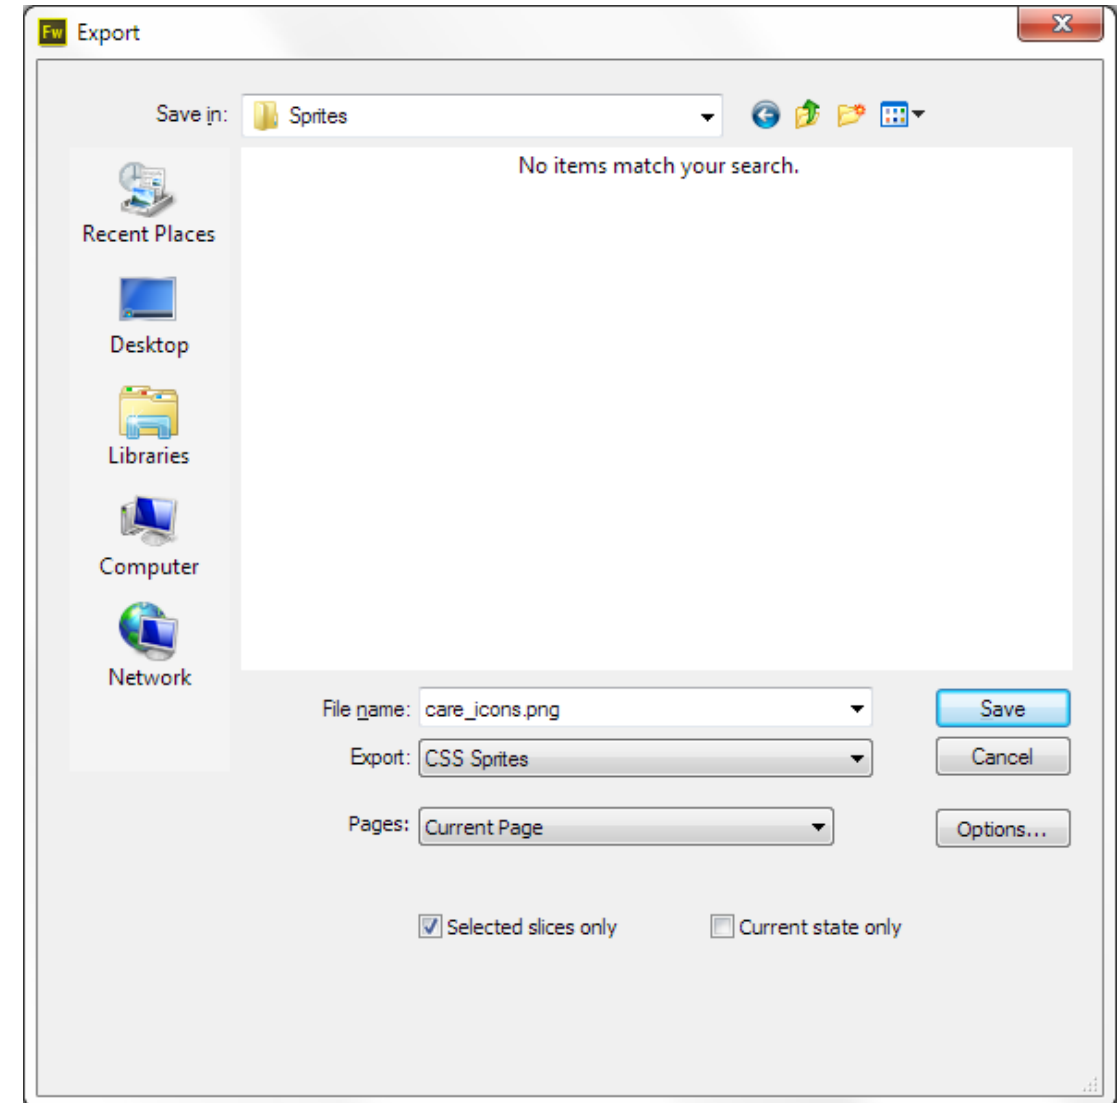 Fw Export
Save in: Sprites
No items match your search.
Recent Places
Desktop
Libraries
Computer
Network
File name: care_icons.png Save
Export: CSS Sprites Cancel
Pages: Current Page Options...
Selected slices only Current state only